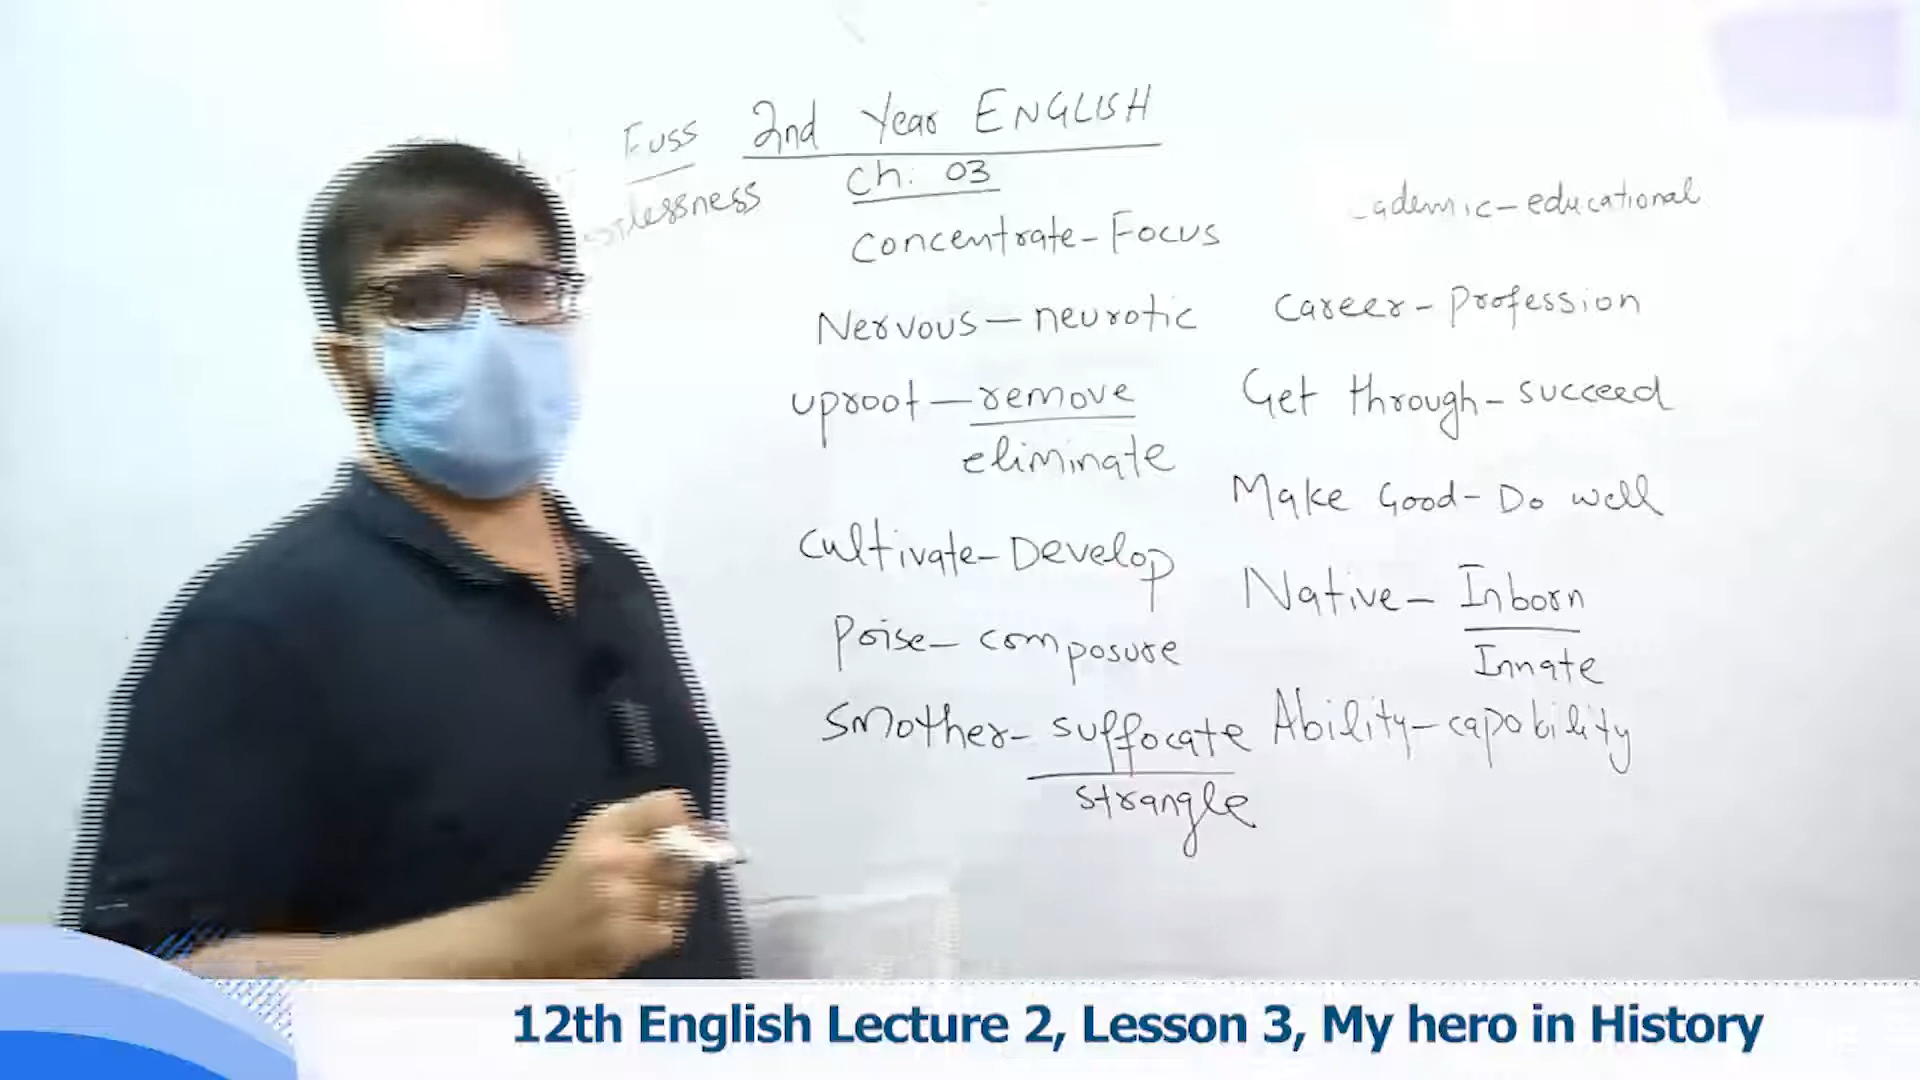 Fuss
2nd Year ENGLISH
Ch: 03
Concentrate - Focus
educational
Nervous - neurotic
Career - Profession
uproot - remove
eliminate
Get through - succeed
Make Good - Do well
Cultivate - Develop
Native - Inborn
Innate
Poise - composure
Smother - suffocate
strangle
Ability - capability
12th English Lecture 2, Lesson 3, My hero in History